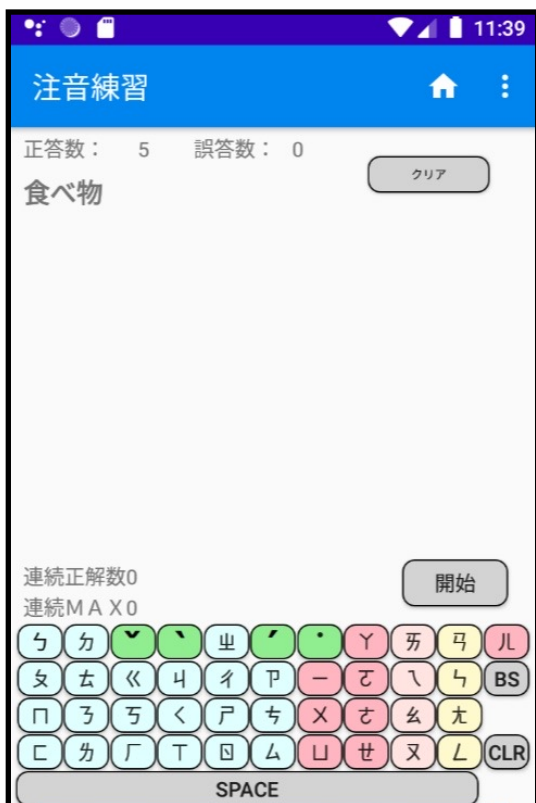 11:39
注音練習
正答数： 5 誤答数： 0
クリア
食べ物
連続正解数0
開始
連続ＭＡＸ0
ㄅ ㄉ ˇ ˋ ㄓ ˊ ˙ ㄚ ㄞ ㄢ ㄦ
ㄆ ㄊ ㄍ ㄐ ㄔ ㄗ ㄧ ㄛ ㄟ ㄣ BS
ㄇ ㄋ ㄎ ㄑ ㄕ ㄘ ㄨ ㄜ ㄠ ㄤ
ㄈ ㄌ ㄏ ㄒ ㄖ ㄙ ㄩ ㄝ ㄡ ㄥ CLR
SPACE